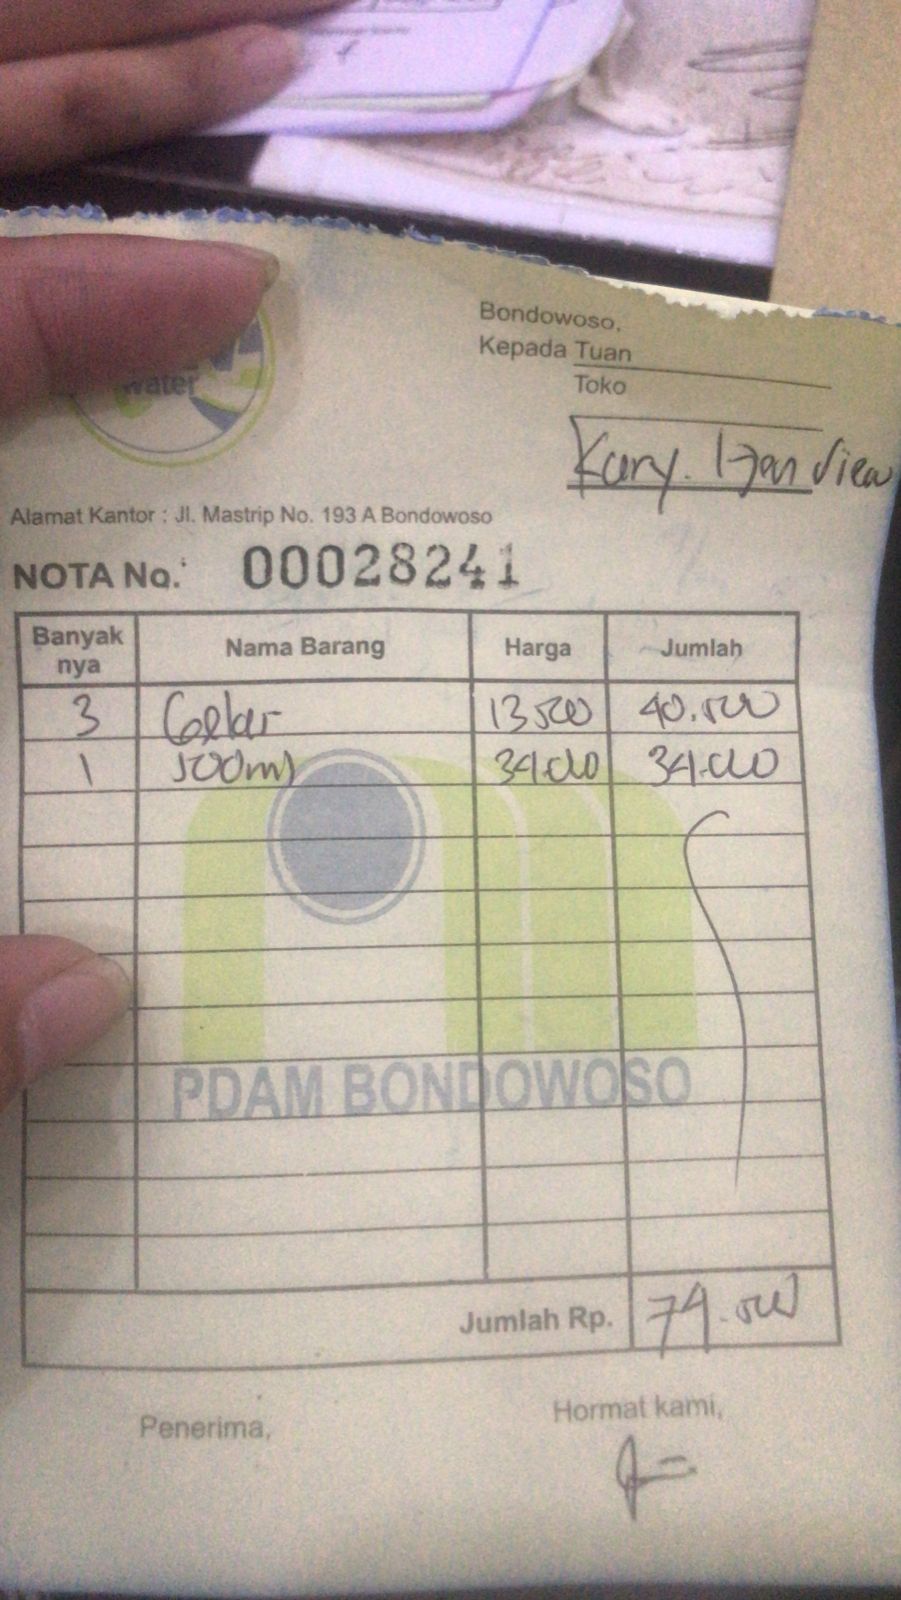 water
Bondowoso,
Kepada Tuan
Toko
Kary. Ijen View
Alamat Kantor : Jl. Mastrip No. 193 A Bondowoso
NOTA No. 00028241
Banyak nya Nama Barang Harga Jumlah
3 Gelas 13500 40.500
1 500ml 34.000 34.000
PDAM BONDOWOSO
Jumlah Rp. 74.500
Penerima, Hormat kami,